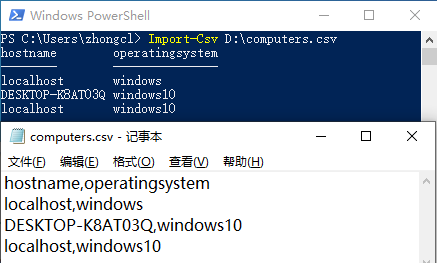 Windows PowerShell
PS C:\Users\zhongcl> Import-Csv D:\computers.csv
hostname operatingsystem
-------- ---------------
localhost windows
DESKTOP-K8AT03Q windows10
localhost windows10
computers.csv - 记事本
文件(F) 编辑(E) 格式(O) 查看(V) 帮助(H)
hostname,operatingsystem
localhost,windows
DESKTOP-K8AT03Q,windows10
localhost,windows10